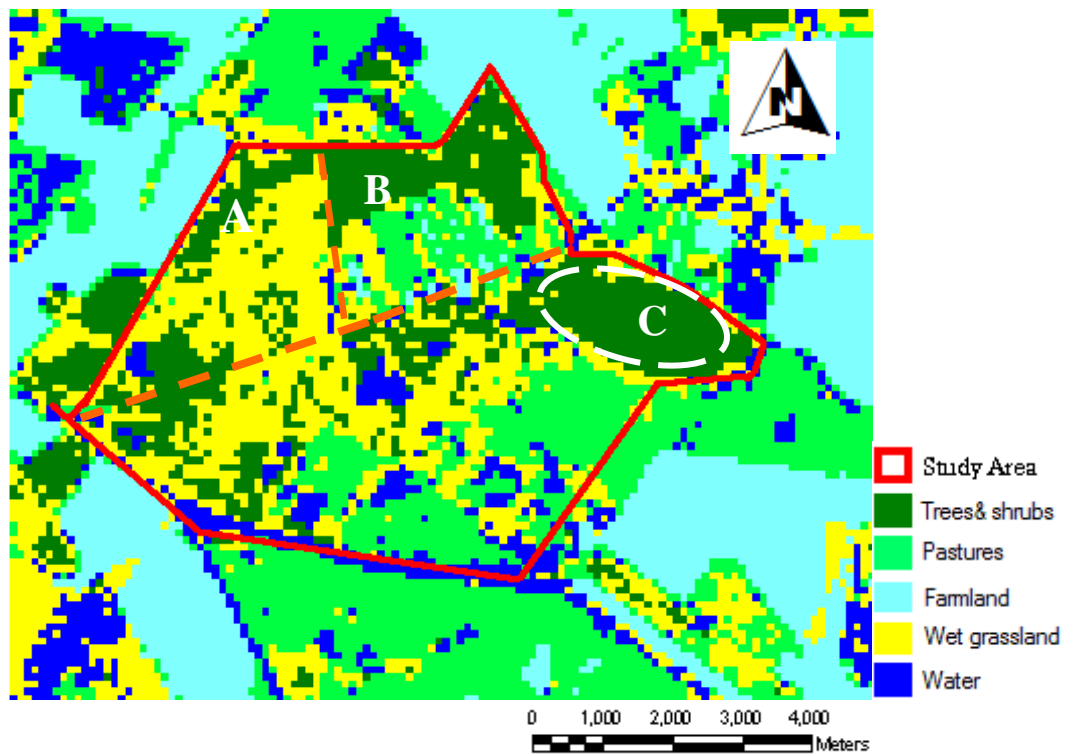 N
A
B
C
Study Area
Trees& shrubs
Pastures
Farmland
Wet grassland
Water
0 1,000 2,000 3,000 4,000
Meters